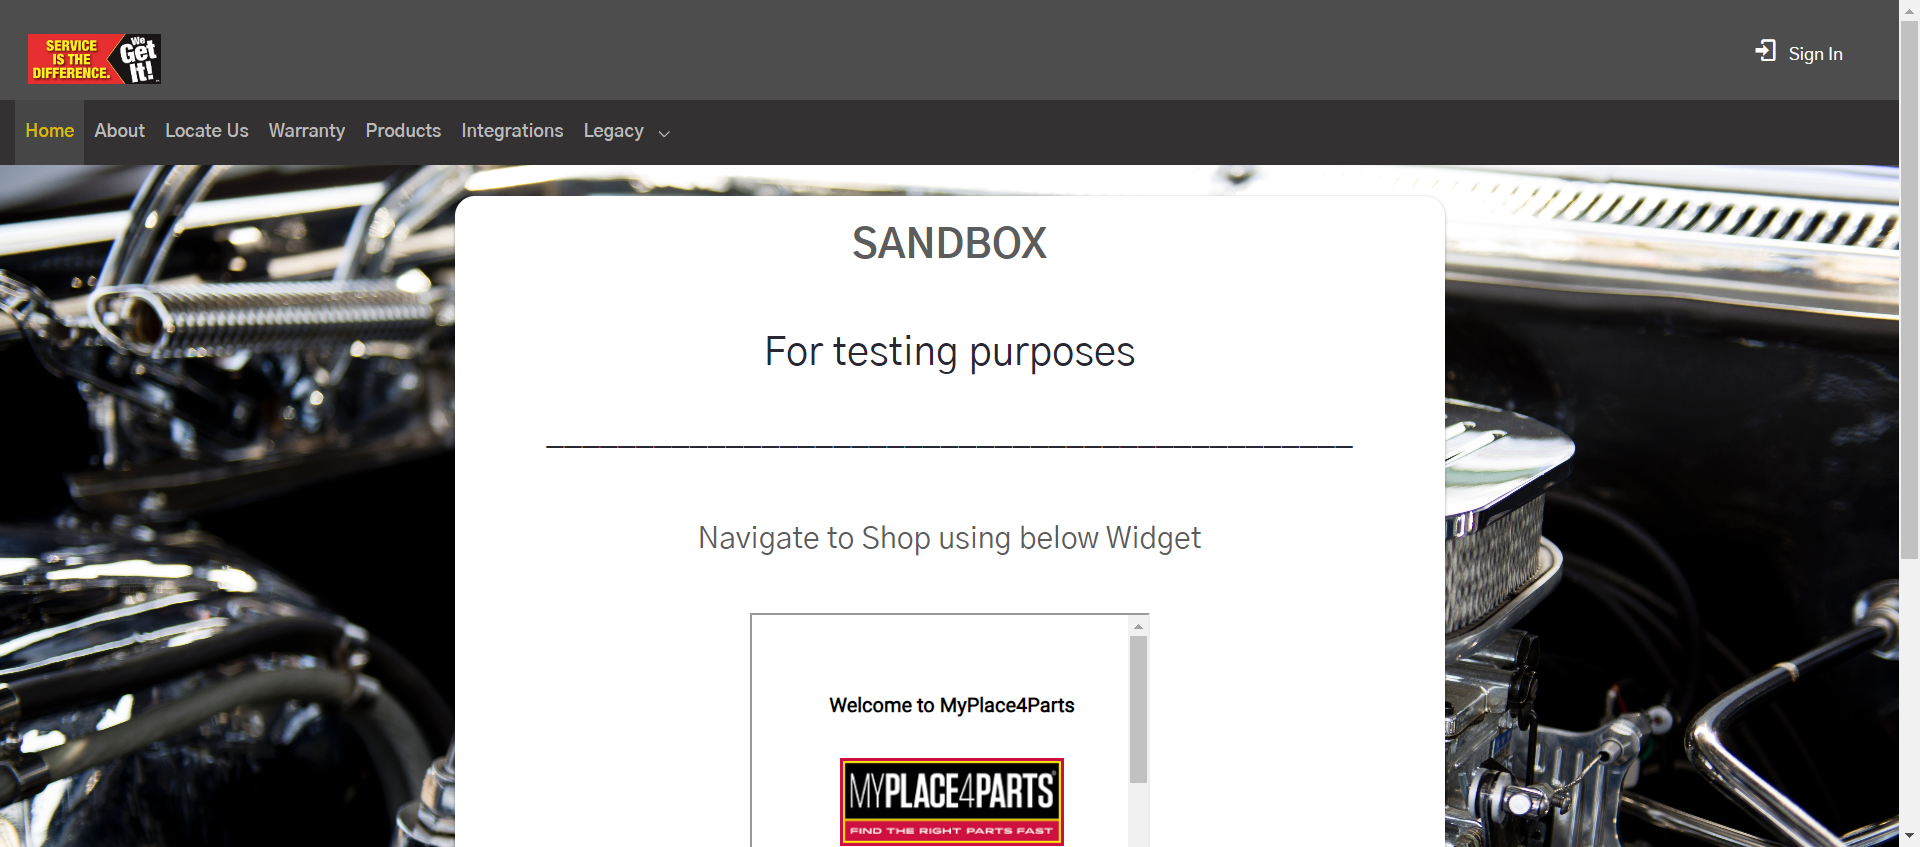 SERVICE
IS THE
DIFFERENCE.
We
Get
It!
Sign In
Home About Locate Us Warranty Products Integrations Legacy
SANDBOX
For testing purposes
Navigate to Shop using below Widget
Welcome to MyPlace4Parts
MYPLACE4PARTS
FIND THE RIGHT PARTS FAST